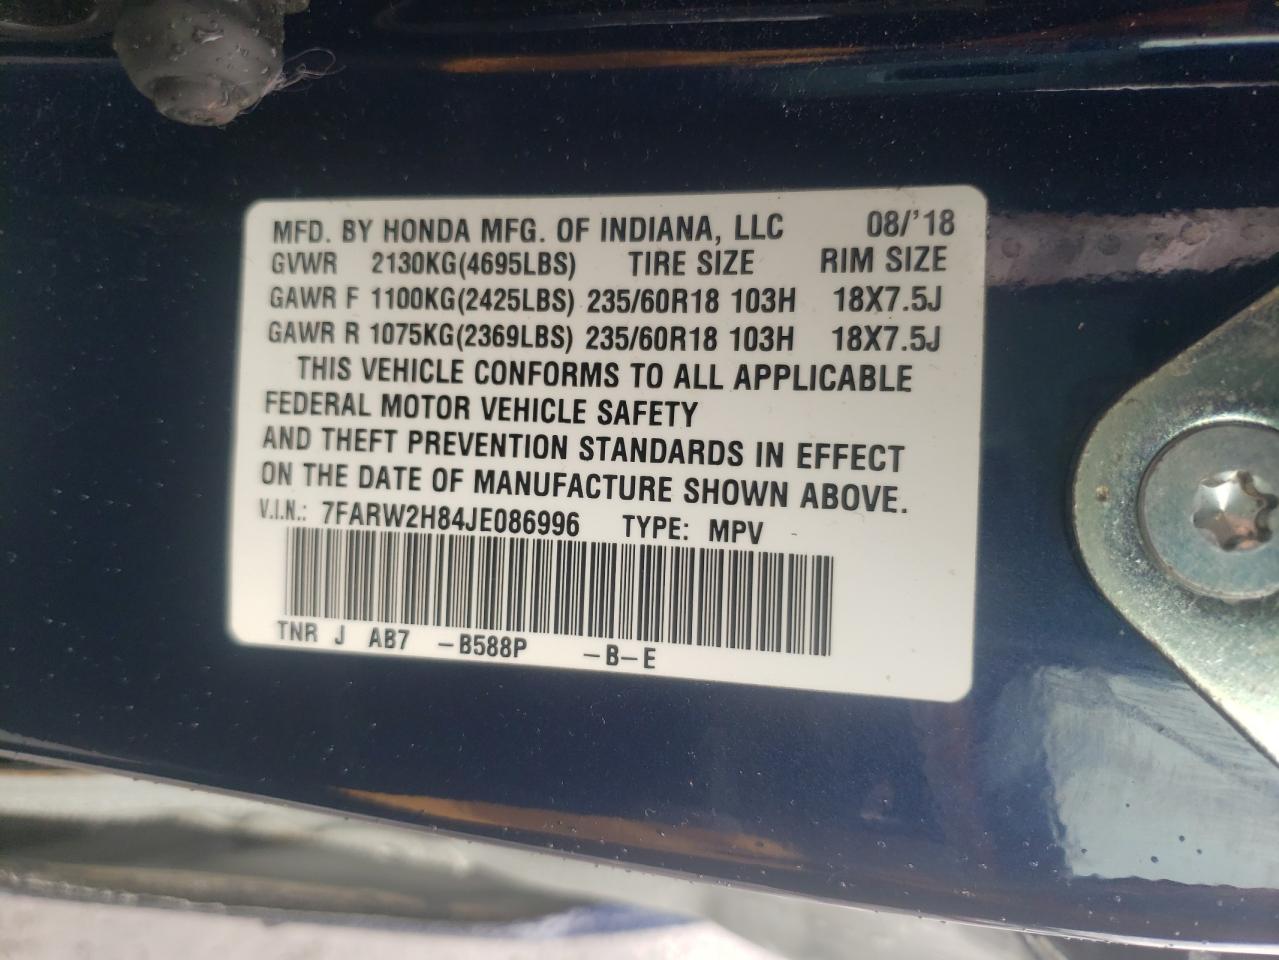 MFD. BY HONDA MFG. OF INDIANA, LLC 08/'18
GVWR 2130KG(4695LBS) TIRE SIZE RIM SIZE
GAWR F 1100KG(2425LBS) 235/60R18 103H 18X7.5J
GAWR R 1075KG(2369LBS) 235/60R18 103H 18X7.5J
THIS VEHICLE CONFORMS TO ALL APPLICABLE
FEDERAL MOTOR VEHICLE SAFETY
AND THEFT PREVENTION STANDARDS IN EFFECT
ON THE DATE OF MANUFACTURE SHOWN ABOVE.
V.I.N.: 7FARW2H84JE086996 TYPE: MPV
TNR J AB7 -B588P -B-E